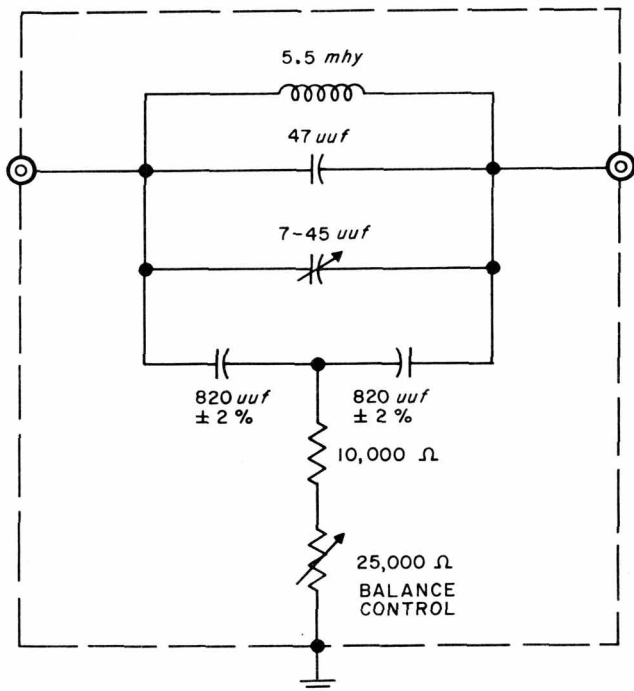 5.5 mhy
47 uuf
7-45 uuf
820 uuf
± 2 %
820 uuf
± 2 %
10,000 Ω
25,000 Ω
BALANCE
CONTROL